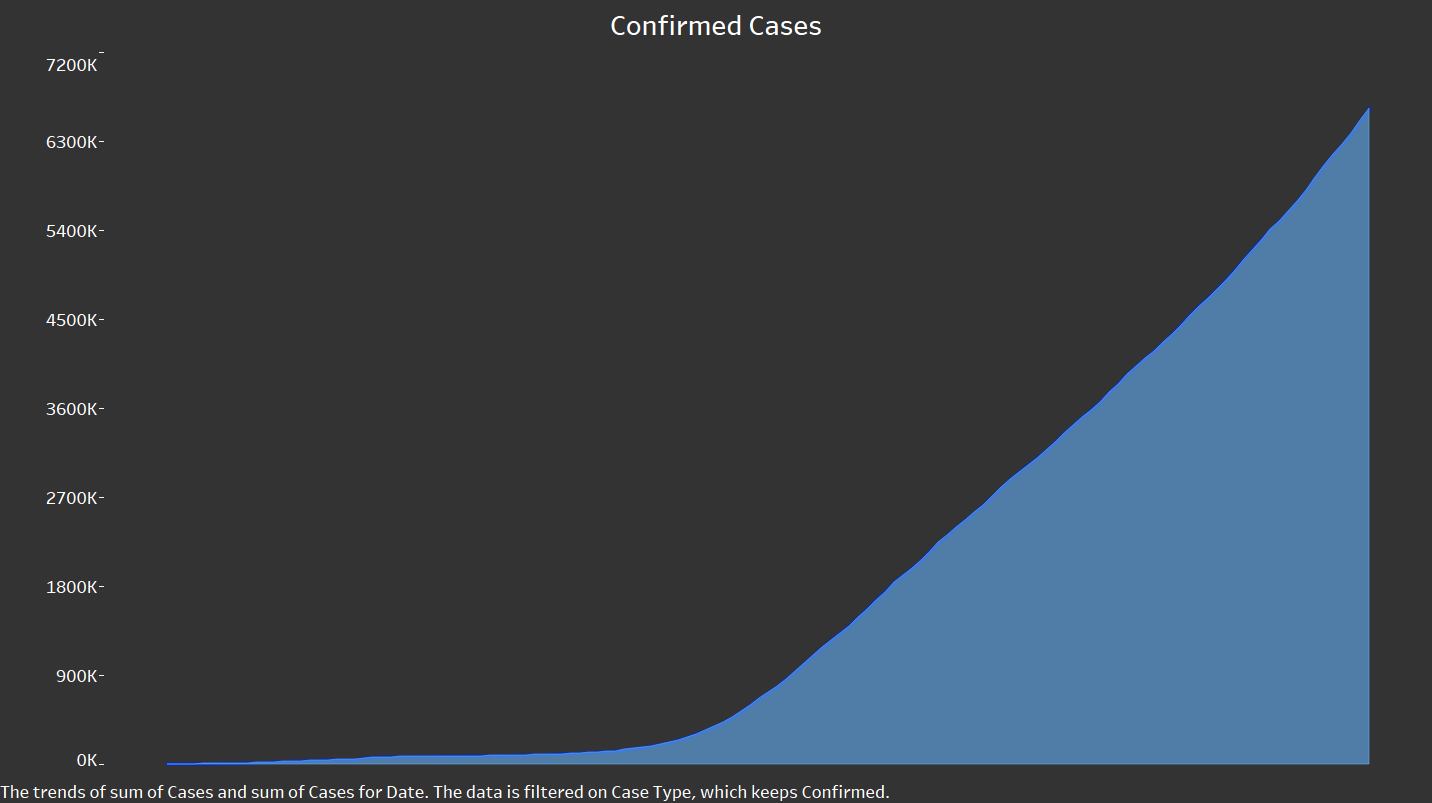 Confirmed Cases
7200K
6300K
5400K
4500K
3600K
2700K
1800K
900K
0K
The trends of sum of Cases and sum of Cases for Date. The data is filtered on Case Type, which keeps Confirmed.